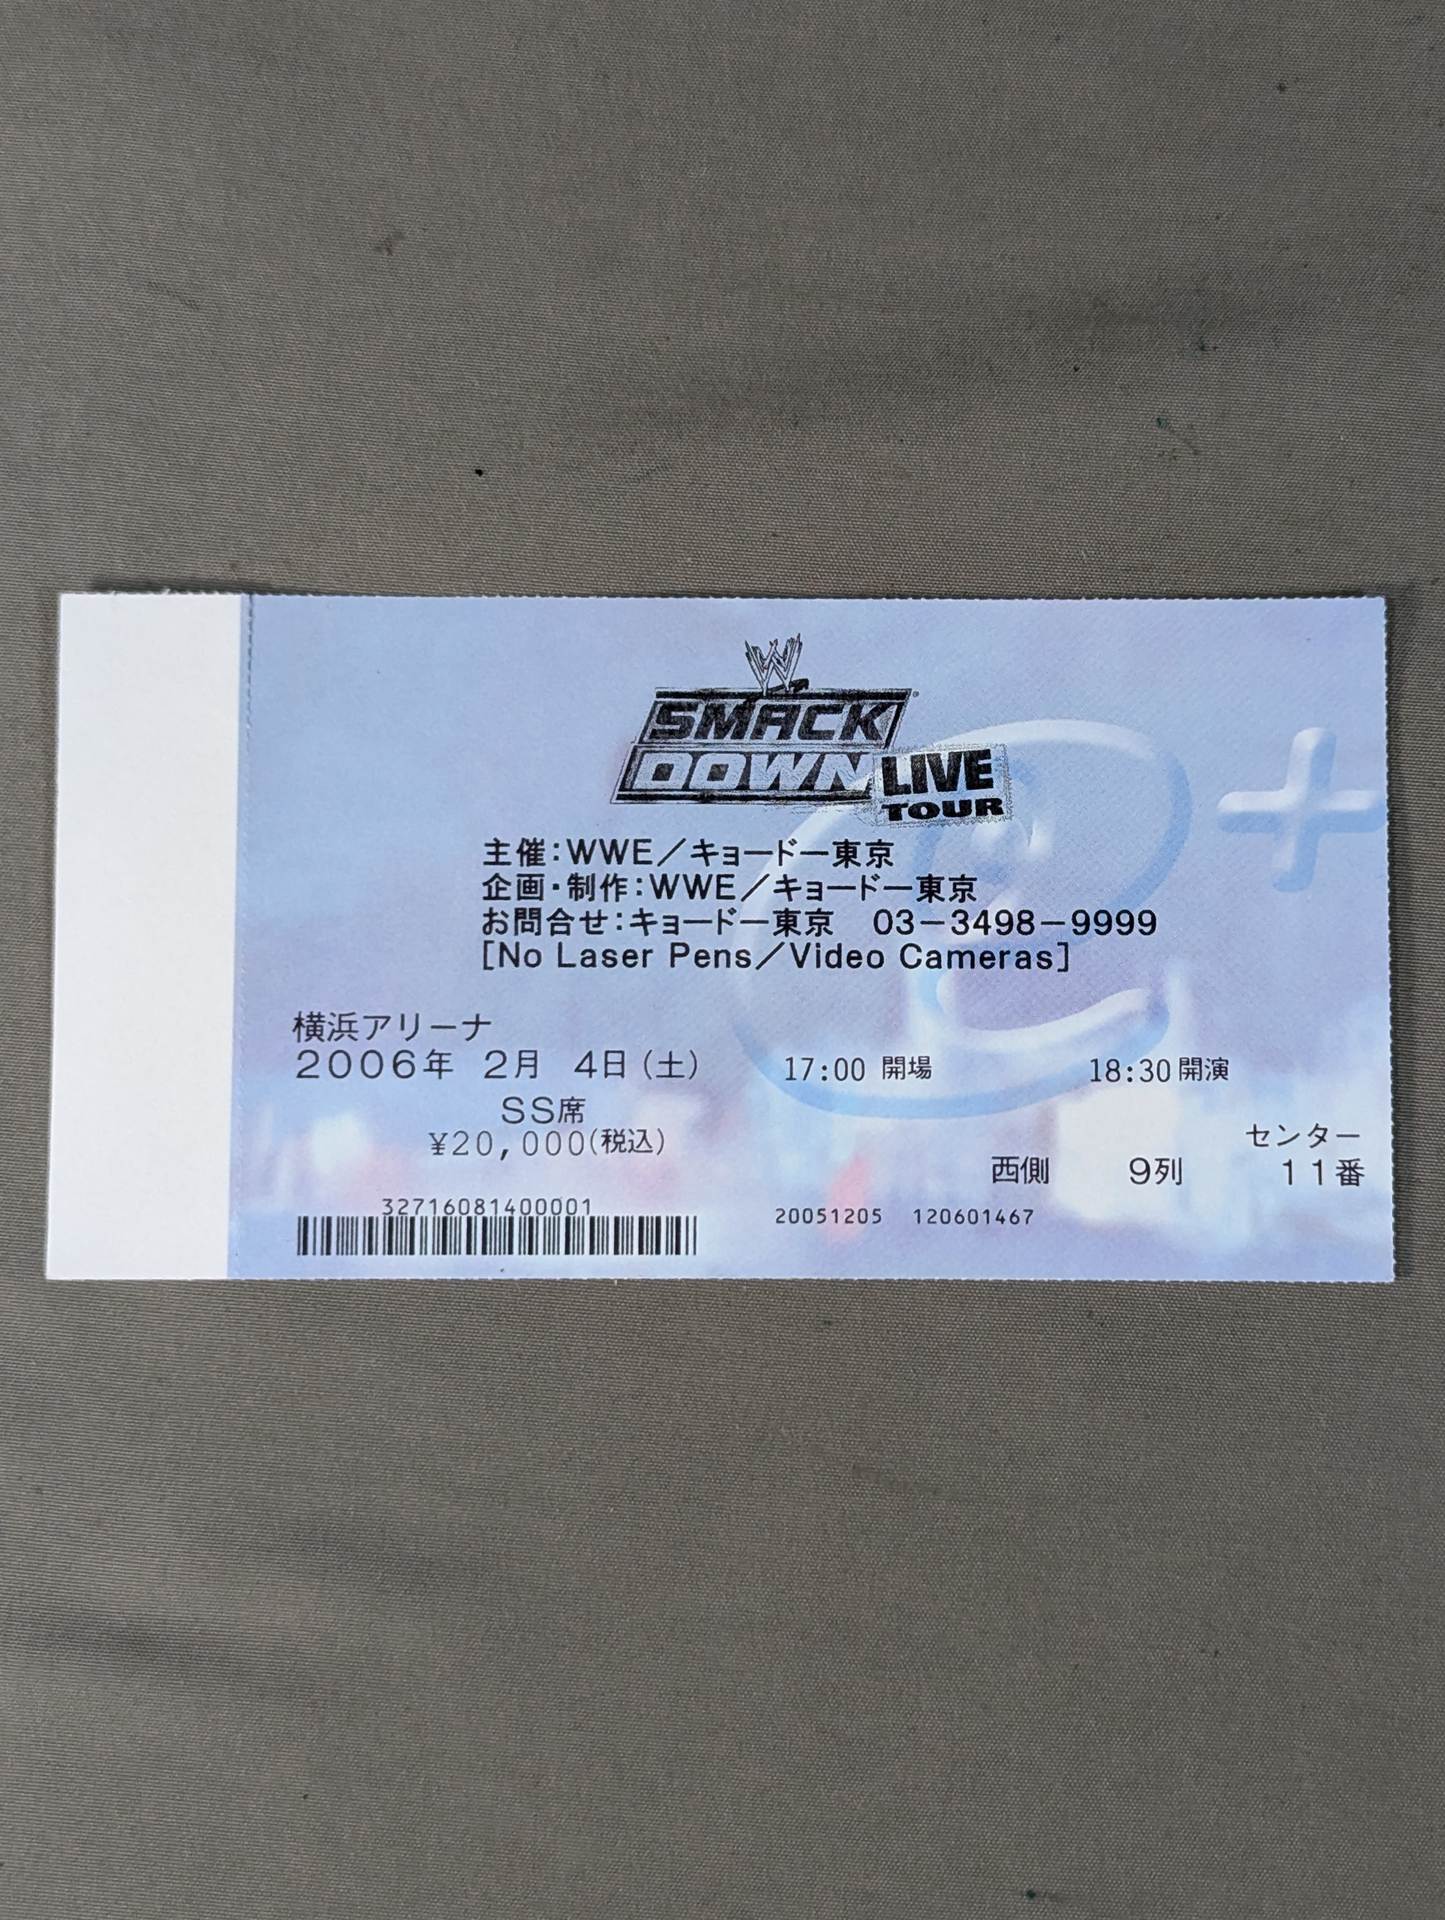 W
SMACK
DOWN LIVE
TOUR
主催:WWE/キョードー東京
企画・制作:WWE/キョードー東京
お問合せ:キョードー東京 03-3498-9999
[No Laser Pens/Video Cameras]
横浜アリーナ
2006年 2月 4日(土) 17:00 開場 18:30開演
SS席
¥20,000(税込)
センター
西側 9列 11番
32716081400001
20051205 120601467
e+